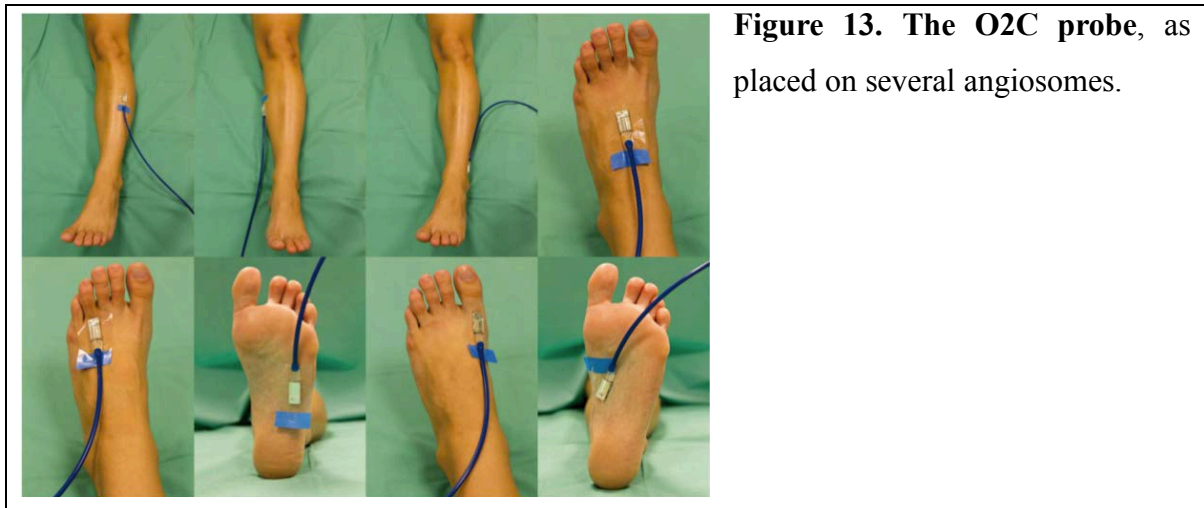 Figure 13. The O2C probe, as
placed on several angiosomes.